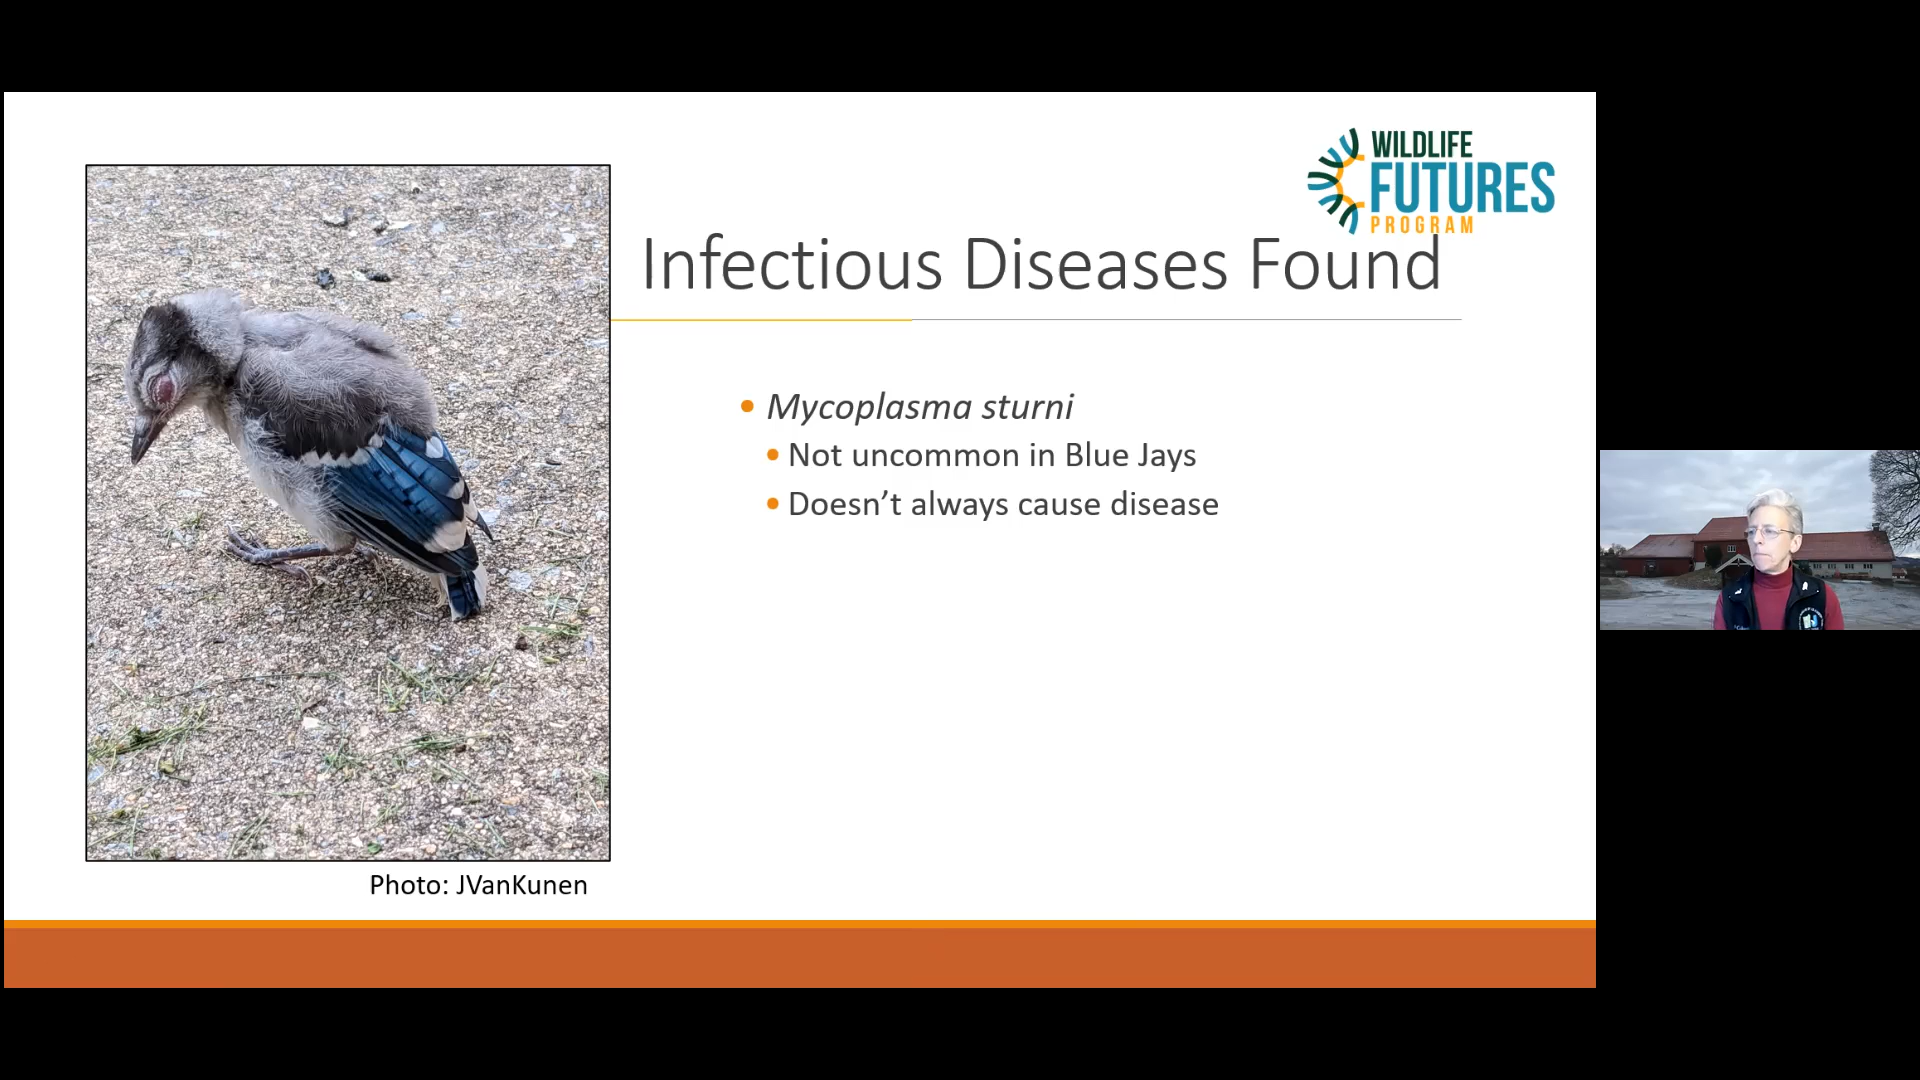 WILDLIFE
FUTURES
PROGRAM
Infectious Diseases Found
• Mycoplasma sturni
• Not uncommon in Blue Jays
• Doesn’t always cause disease
Photo: JVanKunen